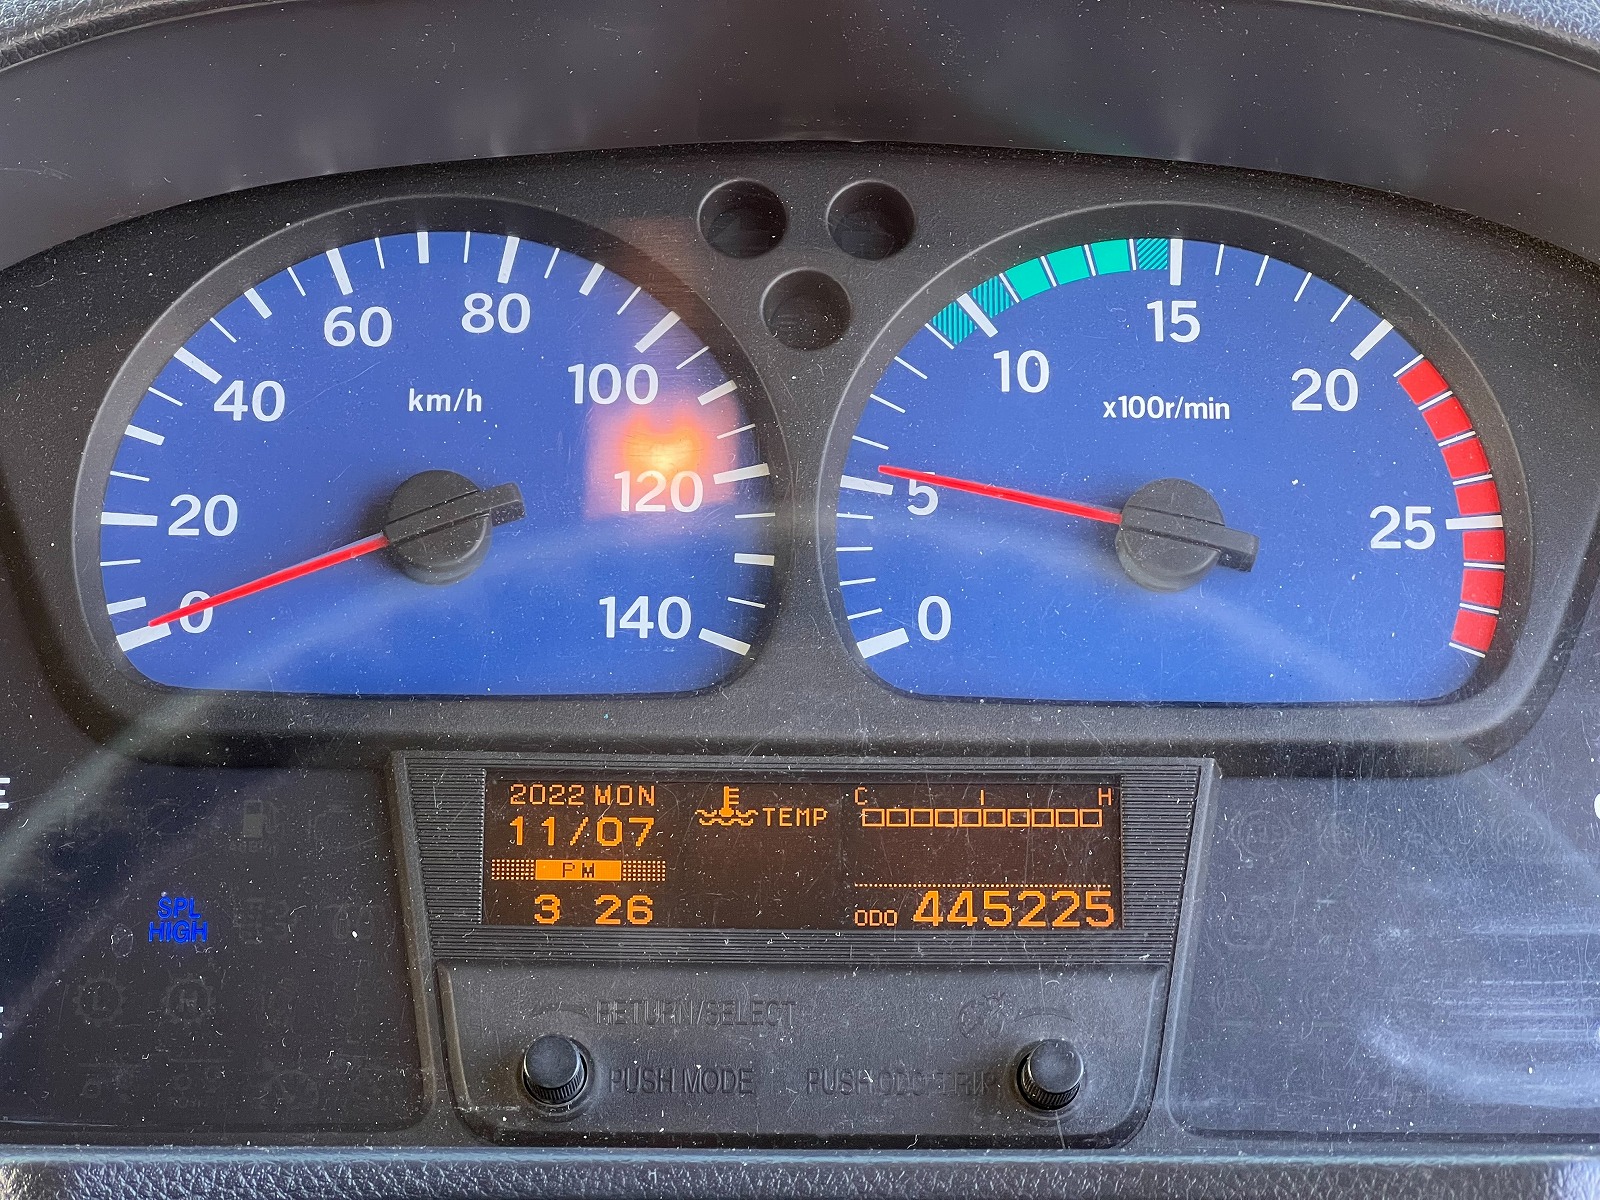 60
80
40
100
km/h
20
120
0
140
15
10
20
x100r/min
5
25
0
E
2022 MON
11/07
PM
3 26
E TEMP
C H
ODO 445225
SPL
HIGH
RETURN/SELECT
PUSH MODE
PUSH ODO/TRIP